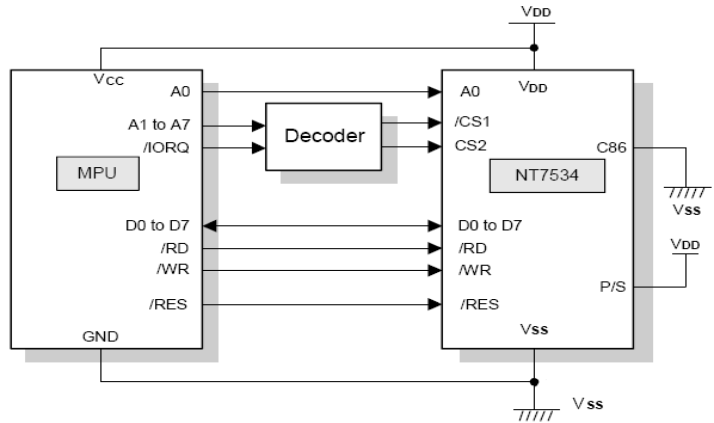 VDD
VCC
VDD
A0
A0
A1 to A7
Decoder
/CS1
/IORQ
CS2
C86
MPU
NT7534
VSS
D0 to D7
D0 to D7
VDD
/RD
/RD
/WR
/WR
P/S
/RES
/RES
GND
VSS
VSS